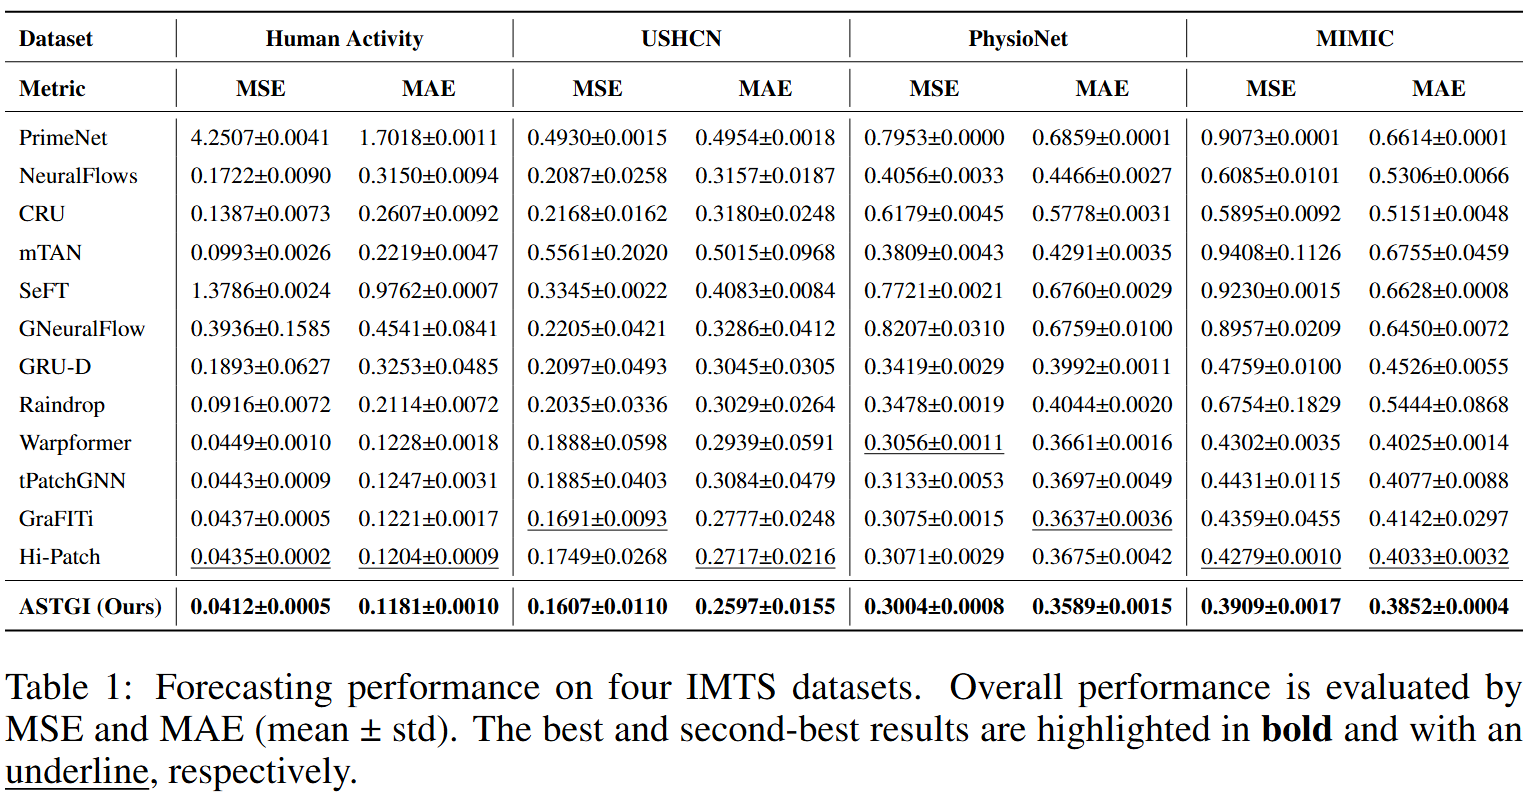 Dataset Human Activity USHCN PhysioNet MIMIC
Metric MSE MAE MSE MAE MSE MAE MSE MAE
PrimeNet 4.2507±0.0041 1.7018±0.0011 0.4930±0.0015 0.4954±0.0018 0.7953±0.0000 0.6859±0.0001 0.9073±0.0001 0.6614±0.0001
NeuralFlows 0.1722±0.0090 0.3150±0.0094 0.2087±0.0258 0.3157±0.0187 0.4056±0.0033 0.4466±0.0027 0.6085±0.0101 0.5306±0.0066
CRU 0.1387±0.0073 0.2607±0.0092 0.2168±0.0162 0.3180±0.0248 0.6179±0.0045 0.5778±0.0031 0.5895±0.0092 0.5151±0.0048
mTAN 0.0993±0.0026 0.2219±0.0047 0.5561±0.2020 0.5015±0.0968 0.3809±0.0043 0.4291±0.0035 0.9408±0.1126 0.6755±0.0459
SeFT 1.3786±0.0024 0.9762±0.0007 0.3345±0.0022 0.4083±0.0084 0.7721±0.0021 0.6760±0.0029 0.9230±0.0015 0.6628±0.0008
GNeuralFlow 0.3936±0.1585 0.4541±0.0841 0.2205±0.0421 0.3286±0.0412 0.8207±0.0310 0.6759±0.0100 0.8957±0.0209 0.6450±0.0072
GRU-D 0.1893±0.0627 0.3253±0.0485 0.2097±0.0493 0.3045±0.0305 0.3419±0.0029 0.3992±0.0011 0.4759±0.0100 0.4526±0.0055
Raindrop 0.0916±0.0072 0.2114±0.0072 0.2035±0.0336 0.3029±0.0264 0.3478±0.0019 0.4044±0.0020 0.6754±0.1829 0.5444±0.0868
Warpformer 0.0449±0.0010 0.1228±0.0018 0.1888±0.0598 0.2939±0.0591 0.3056±0.0011 0.3661±0.0016 0.4302±0.0035 0.4025±0.0014
tPatchGNN 0.0443±0.0009 0.1247±0.0031 0.1885±0.0403 0.3084±0.0479 0.3133±0.0053 0.3697±0.0049 0.4431±0.0115 0.4077±0.0088
GraFITi 0.0437±0.0005 0.1221±0.0017 0.1691±0.0093 0.2777±0.0248 0.3075±0.0015 0.3637±0.0036 0.4359±0.0455 0.4142±0.0297
Hi-Patch 0.0435±0.0002 0.1204±0.0009 0.1749±0.0268 0.2717±0.0216 0.3071±0.0029 0.3675±0.0042 0.4279±0.0010 0.4033±0.0032
ASTGI (Ours) 0.0412±0.0005 0.1181±0.0010 0.1607±0.0110 0.2597±0.0155 0.3004±0.0008 0.3589±0.0015 0.3909±0.0017 0.3852±0.0004
Table 1: Forecasting performance on four IMTS datasets. Overall performance is evaluated by
MSE and MAE (mean ± std). The best and second-best results are highlighted in bold and with an
underline, respectively.